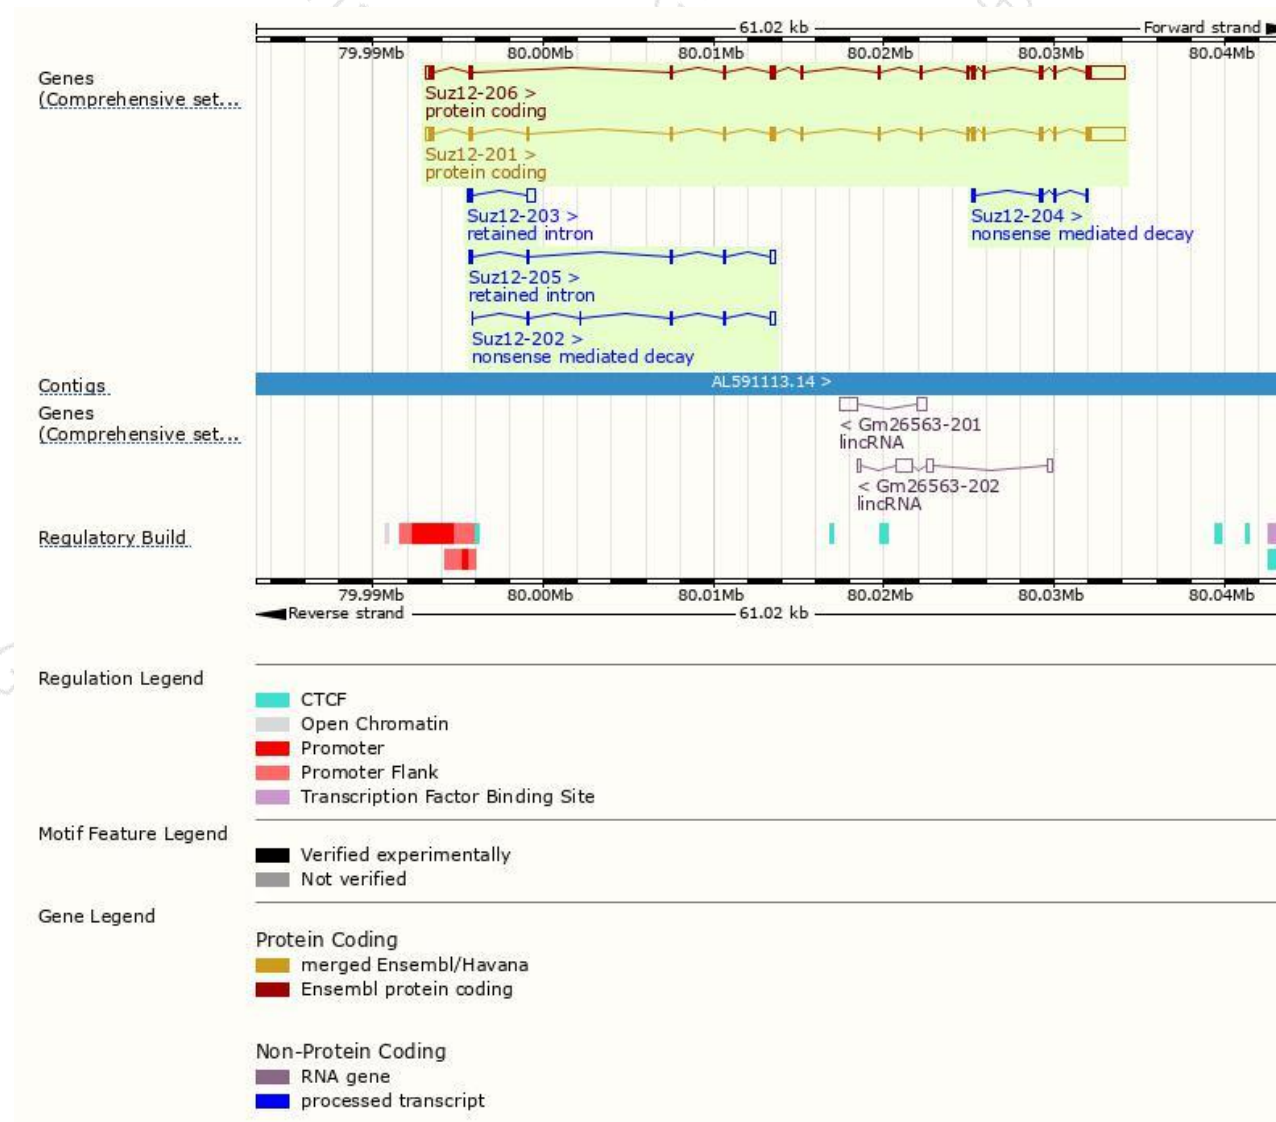 61.02 kb
Forward strand
79.99Mb 80.00Mb 80.01Mb 80.02Mb 80.03Mb 80.04Mb
Genes
(Comprehensive set...
Suz12-206 >
protein coding
Suz12-201 >
protein coding
Suz12-203 >
retained intron
Suz12-204 >
nonsense mediated decay
Suz12-205 >
retained intron
Suz12-202 >
nonsense mediated decay
Contigs
AL591113.14 >
Genes
(Comprehensive set...
< Gm26563-201
lincRNA
< Gm26563-202
lincRNA
Regulatory Build
79.99Mb 80.00Mb 80.01Mb 80.02Mb 80.03Mb 80.04Mb
Reverse strand
61.02 kb
Regulation Legend
CTCF
Open Chromatin
Promoter
Promoter Flank
Transcription Factor Binding Site
Motif Feature Legend
Verified experimentally
Not verified
Gene Legend
Protein Coding
merged Ensembl/Havana
Ensembl protein coding
Non-Protein Coding
RNA gene
processed transcript